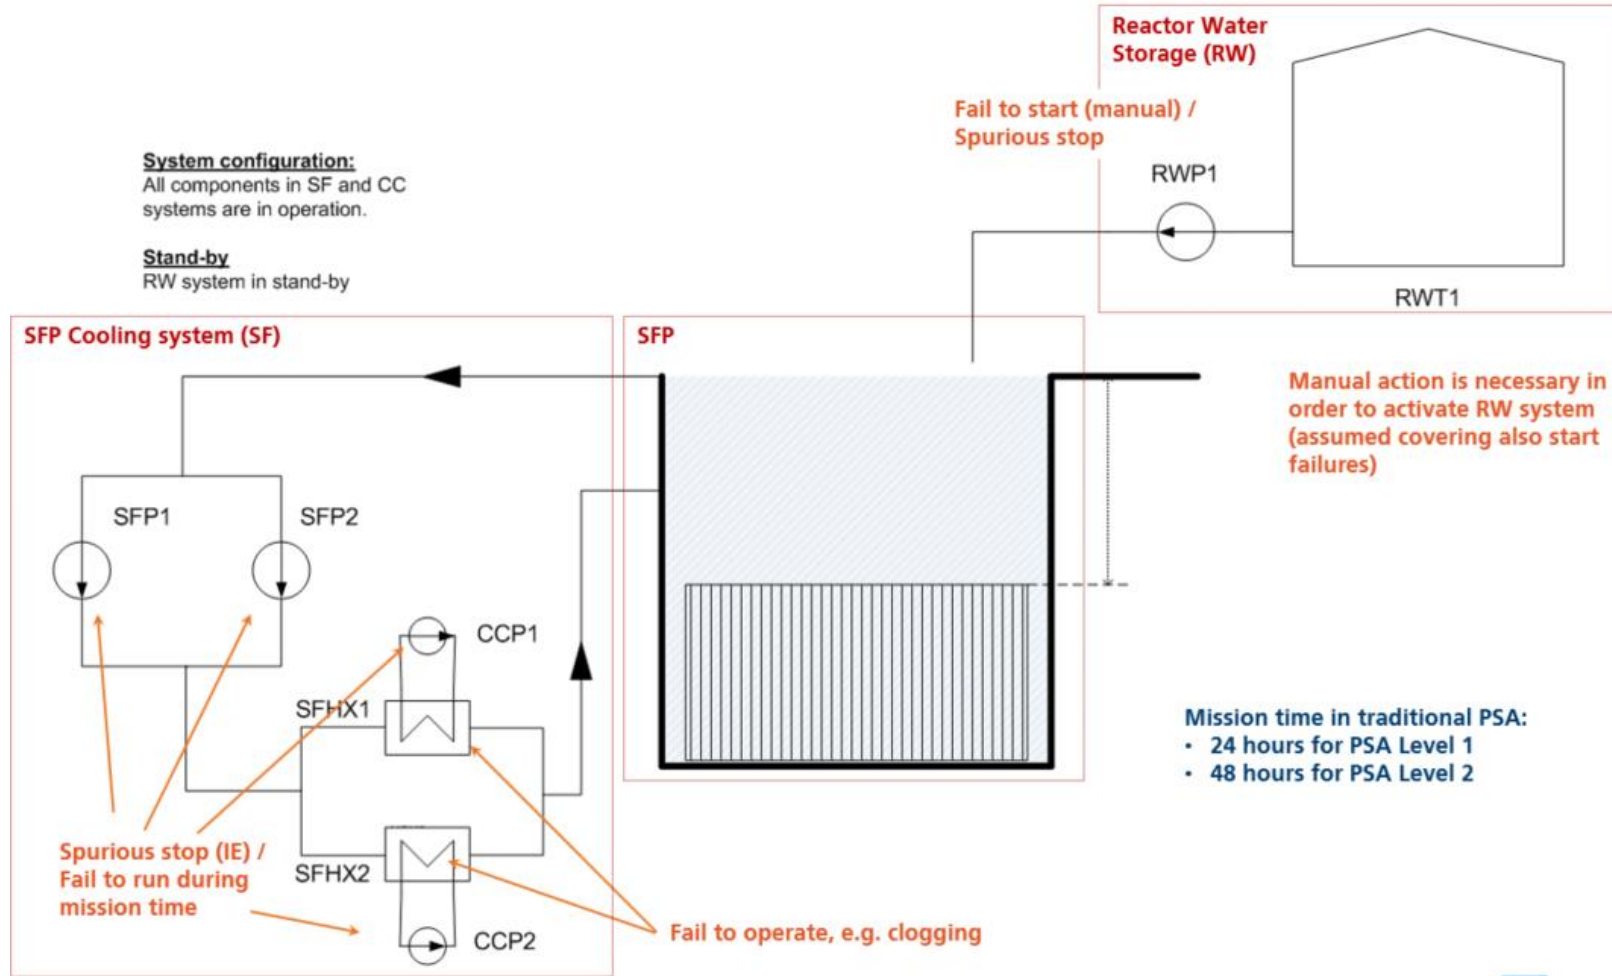 Reactor Water
Storage (RW)
Fail to start (manual) /
Spurious stop
RWP1
RWT1
System configuration:
All components in SF and CC
systems are in operation.
Stand-by
RW system in stand-by
SFP Cooling system (SF)
SFP
Manual action is necessary in
order to activate RW system
(assumed covering also start
failures)
SFP1
SFP2
CCP1
SFHX1
Mission time in traditional PSA:
• 24 hours for PSA Level 1
• 48 hours for PSA Level 2
Spurious stop (IE) /
Fail to run during
mission time
SFHX2
CCP2
Fail to operate, e.g. clogging